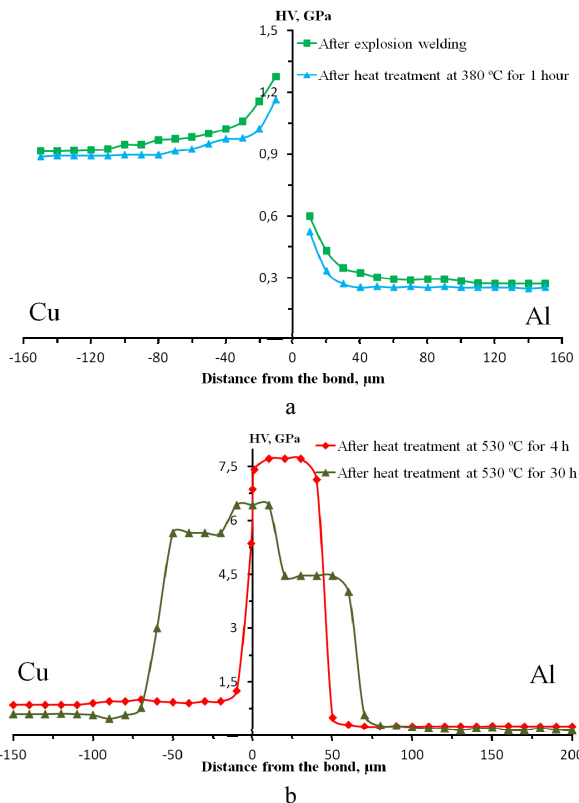 HV, GPa
1,5
After explosion welding
After heat treatment at 380 ºC for 1 hour
1,2
0,9
0,6
0,3
Cu
Al
-160 -120 -80 -40 0 40 80 120 160
Distance from the bond, µm
a
HV, GPa
After heat treatment at 530 ºC for 4 h
7,5
After heat treatment at 530 ºC for 30 h
6
4,5
3
Cu
Al
1,5
-150 -100 -50 0 50 100 150 200
Distance from the bond, µm
b